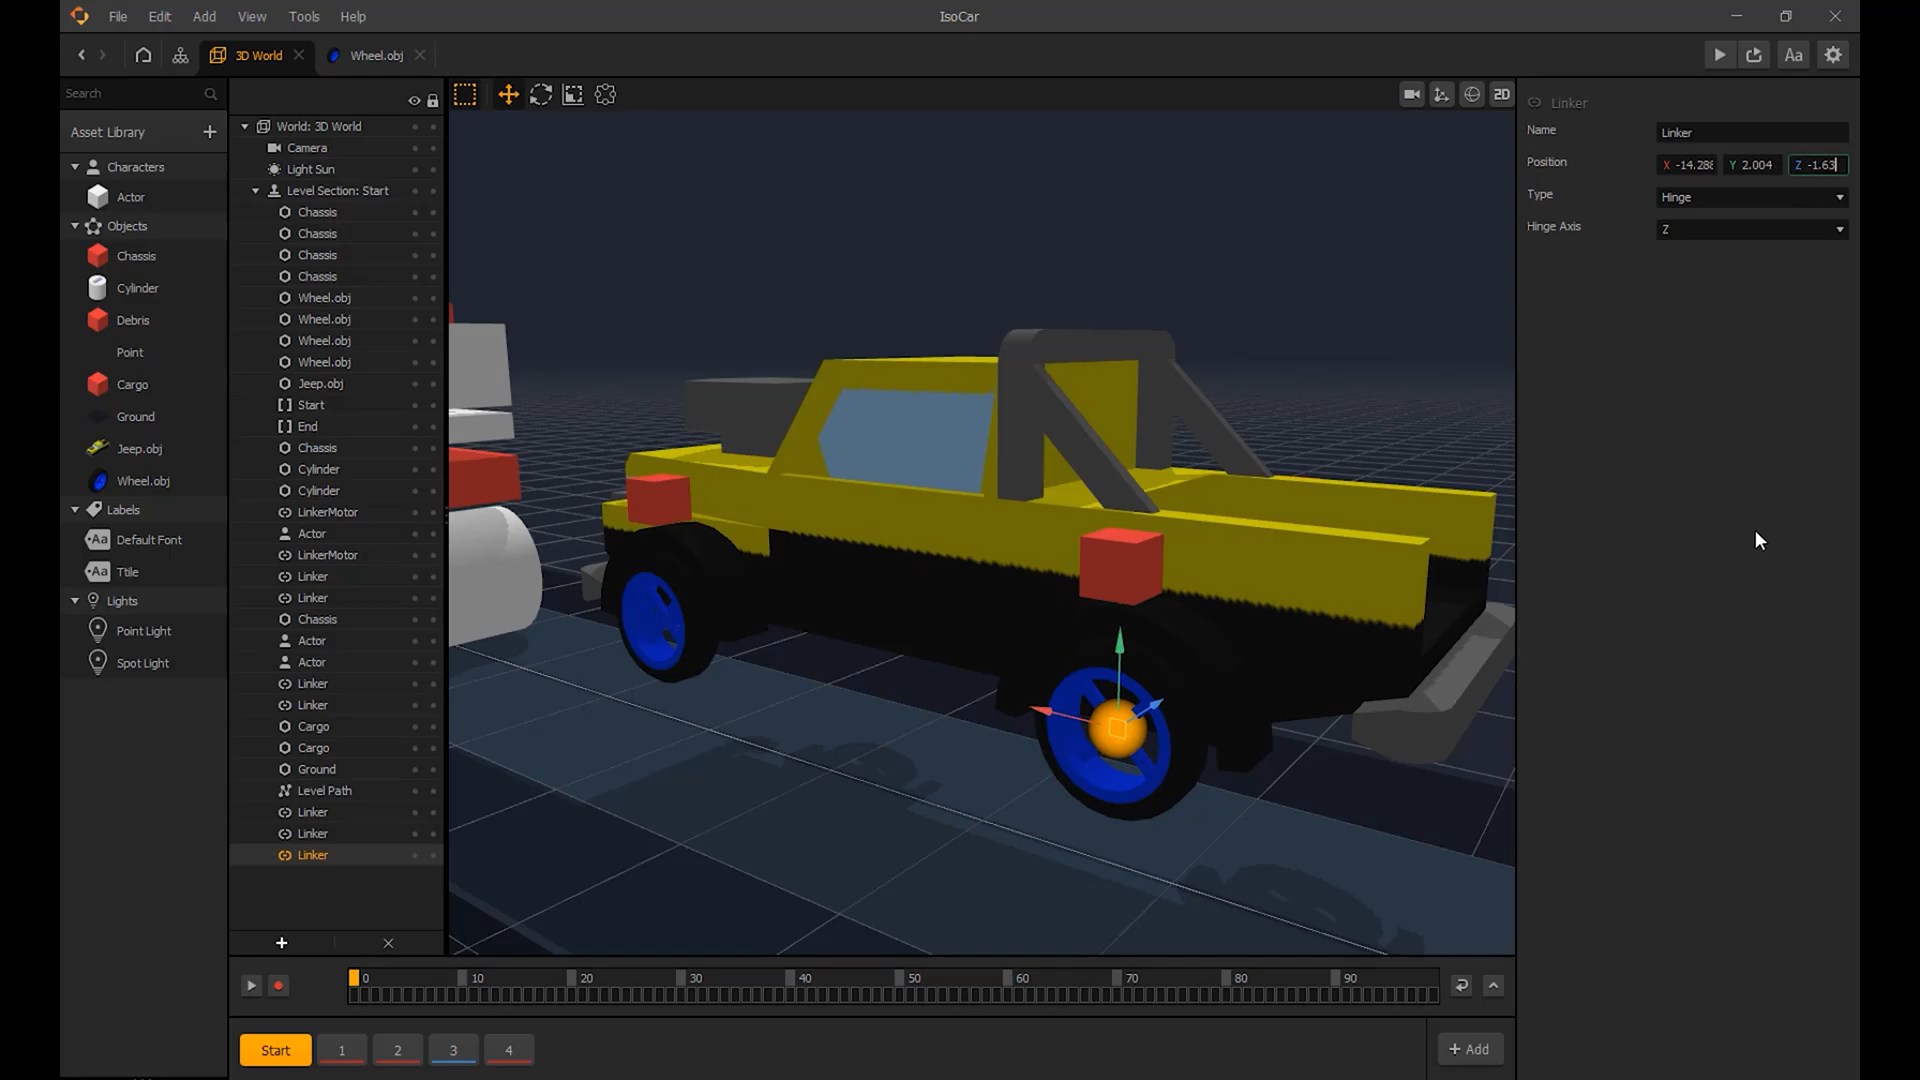 File Edit Add View Tools Help
IsoCar
3D World
Wheel.obj
Aa
Search
Asset Library
Characters
Actor
Objects
Chassis
Cylinder
Debris
Point
Cargo
Ground
Jeep.obj
Wheel.obj
Labels
Aa Default Font
Aa Ttile
Lights
Point Light
Spot Light
World: 3D World
Camera
Light Sun
Level Section: Start
Chassis
Chassis
Chassis
Chassis
Wheel.obj
Wheel.obj
Wheel.obj
Wheel.obj
Jeep.obj
Start
End
Chassis
Cylinder
Cylinder
LinkerMotor
Actor
LinkerMotor
Linker
Linker
Chassis
Actor
Actor
Linker
Linker
Cargo
Cargo
Ground
Level Path
Linker
Linker
Linker
2D
Linker
Name Linker
Position X -14.288 Y 2.004 Z -1.63
Type Hinge
Hinge Axis Z
0 10 20 30 40 50 60 70 80 90
Start 1 2 3 4
+ Add